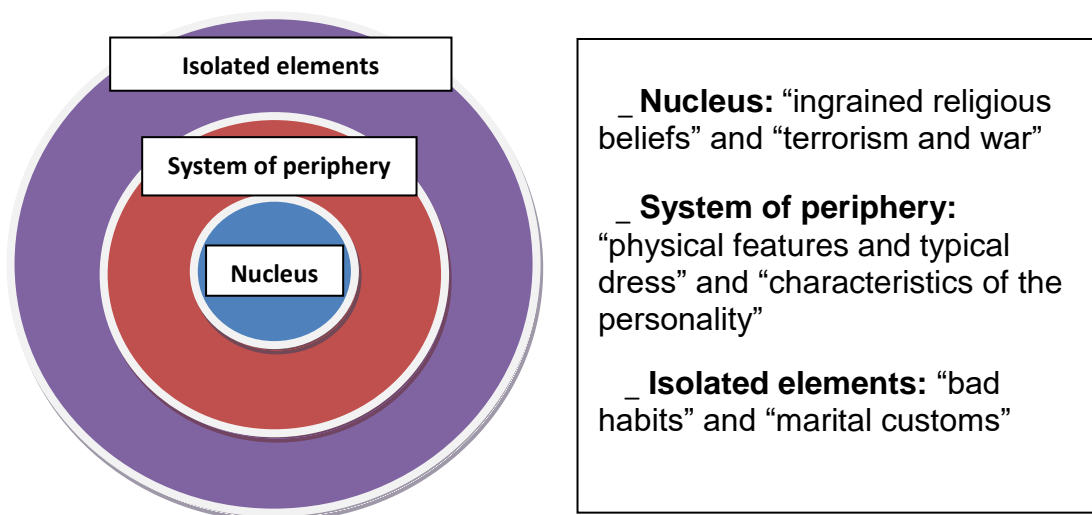 Isolated elements
System of periphery
Nucleus
_ Nucleus: “ingrained religious
beliefs” and “terrorism and war”
_ System of periphery:
“physical features and typical
dress” and “characteristics of the
personality”
_ Isolated elements: “bad
habits” and “marital customs”